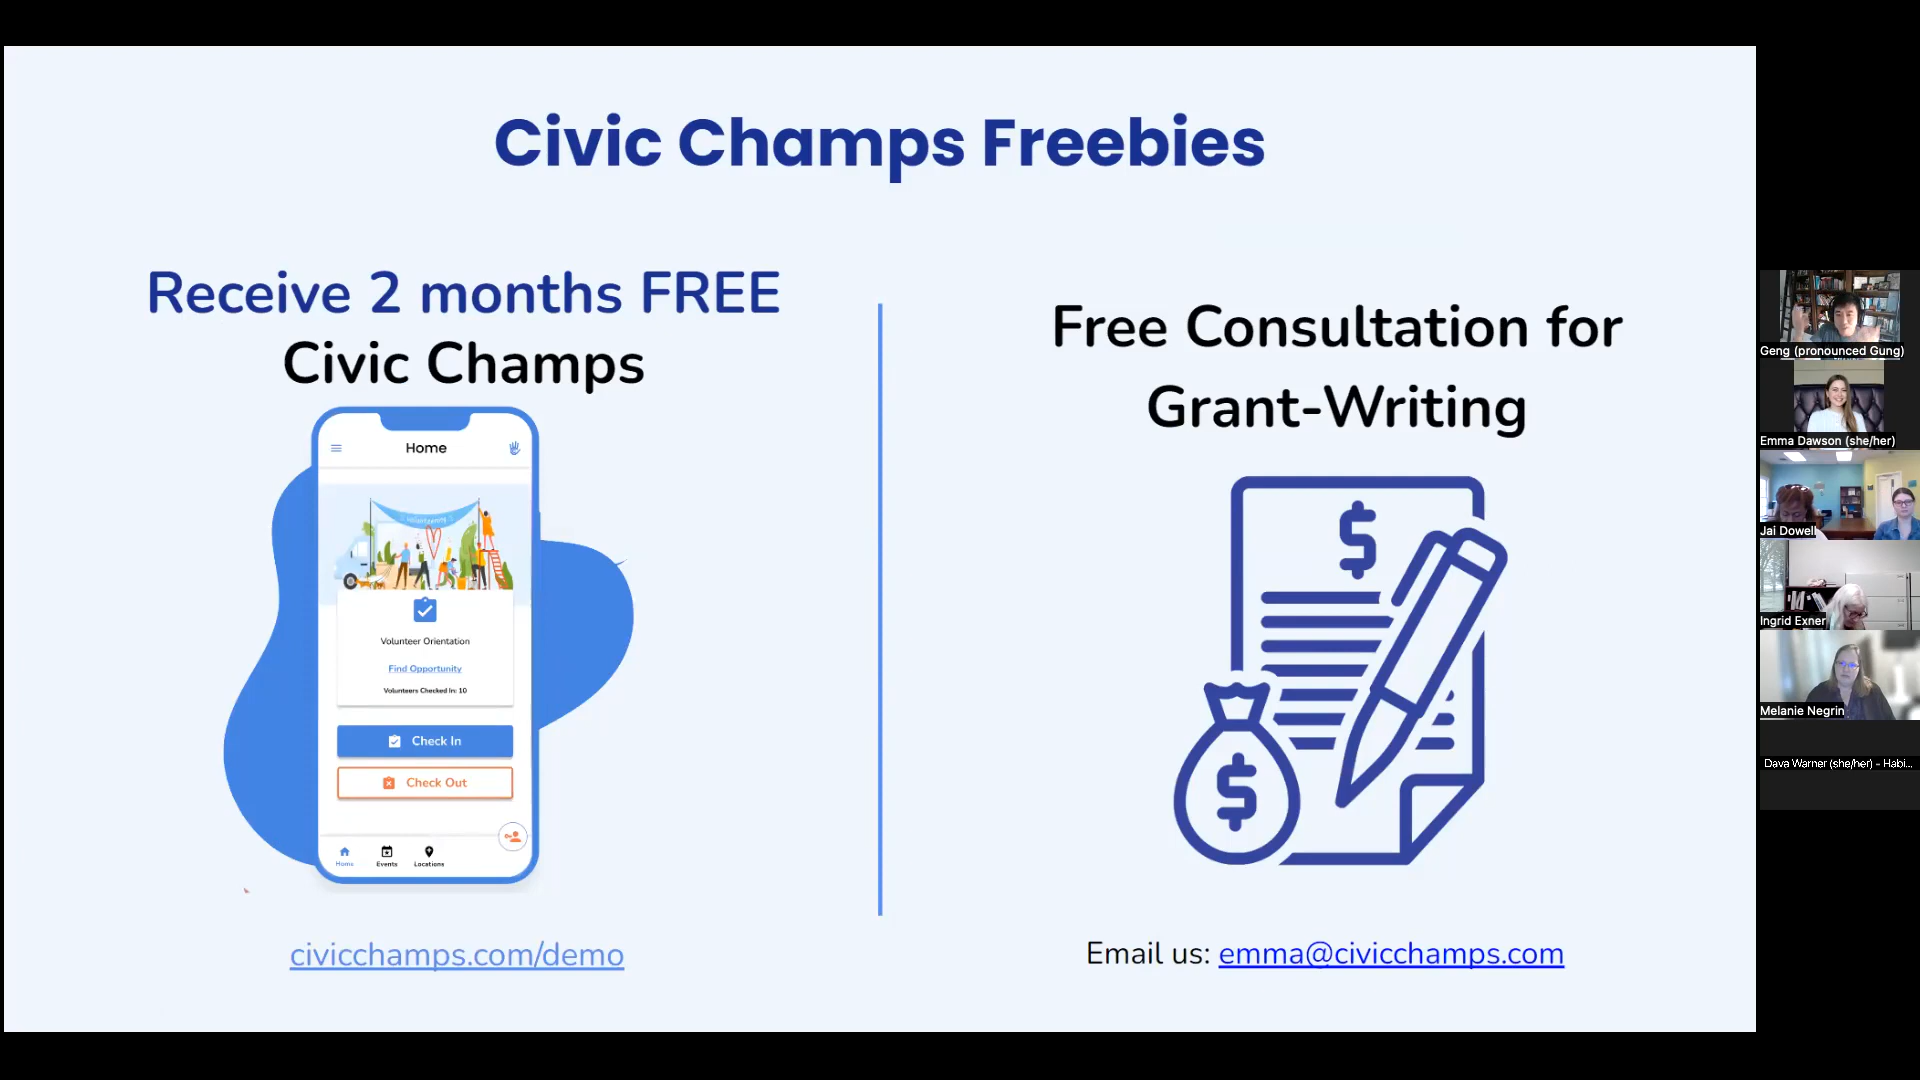 Civic Champs Freebies
Receive 2 months FREE
Civic Champs
Home
Volunteers
Volunteer Orientation
Find Opportunity
Volunteers Checked In: 10
Check In
Check Out
Home
Events
Locations
civicchamps.com/demo
Free Consultation for
Grant-Writing
$
$
Email us: emma@civicchamps.com
Geng (pronounced Gung)
Emma Dawson (she/her)
Jai Dowell
Ingrid Exner
Melanie Negrin
Dava Warner (she/her) - Habi...